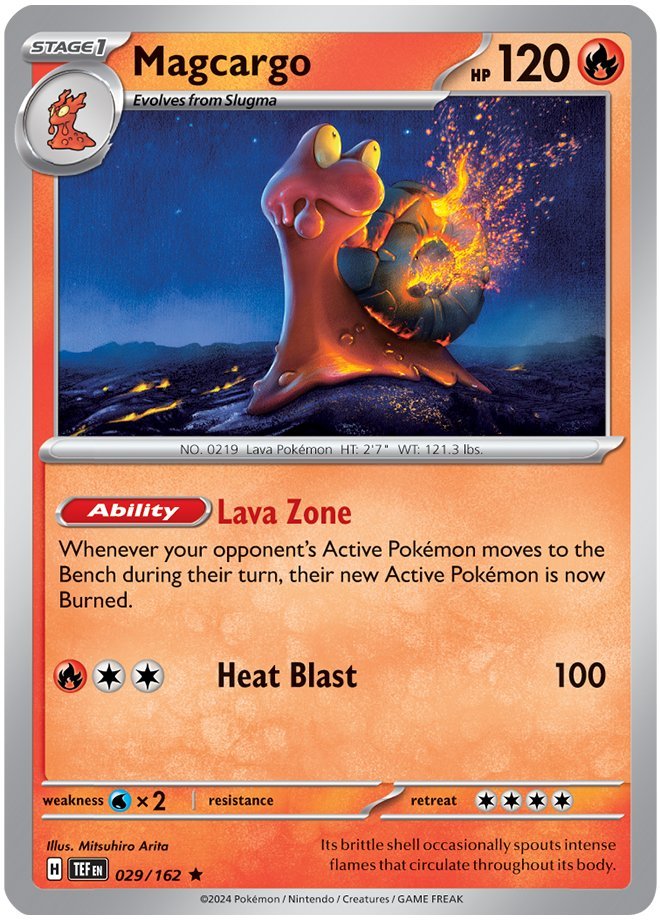 STAGE1
Magcargo
HP 120
Evolves from Slugma
NO. 0219 Lava Pokémon HT: 2'7" WT: 121.3 lbs.
Ability Lava Zone
Whenever your opponent's Active Pokémon moves to the
Bench during their turn, their new Active Pokémon is now
Burned.
Heat Blast 100
weakness ×2 resistance retreat
Illus. Mitsuhiro Arita
Its brittle shell occasionally spouts intense
flames that circulate throughout its body.
H TEF EN 029/162 ★
©2024 Pokémon / Nintendo / Creatures / GAME FREAK